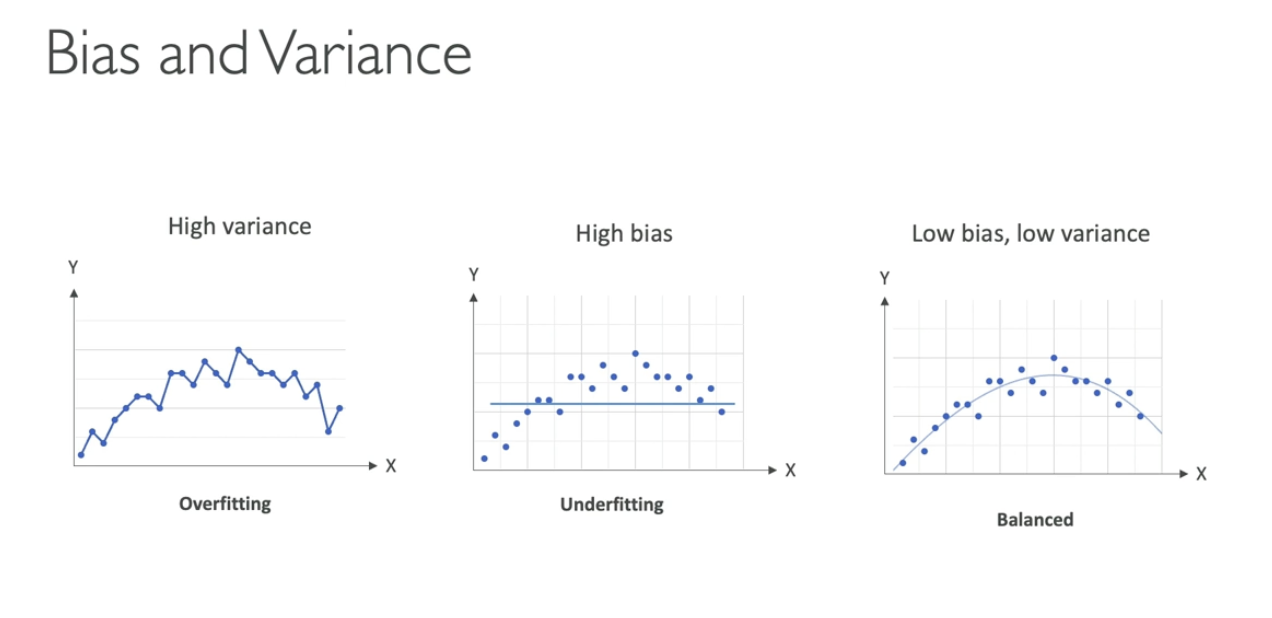 Bias and Variance
High variance
Y
X
Overfitting
High bias
Y
X
Underfitting
Low bias, low variance
Y
X
Balanced